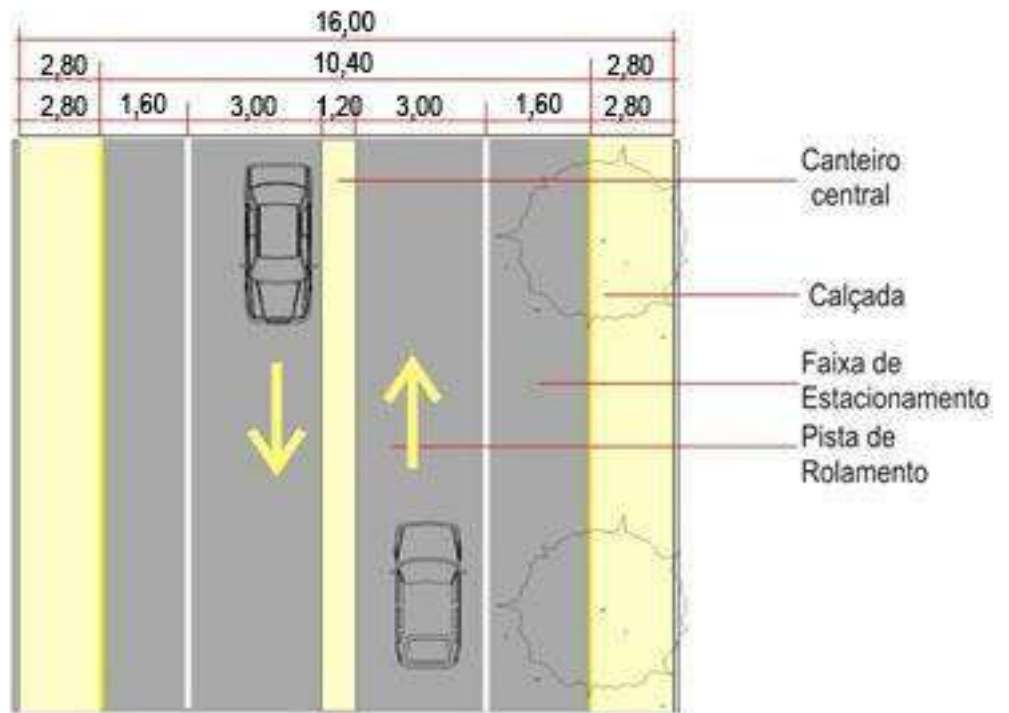 16,00
2,80 10,40 2,80
2,80 1,60 3,00 1,20 3,00 1,60 2,80
Canteiro
central
Calçada
Faixa de
Estacionamento
Pista de
Rolamento